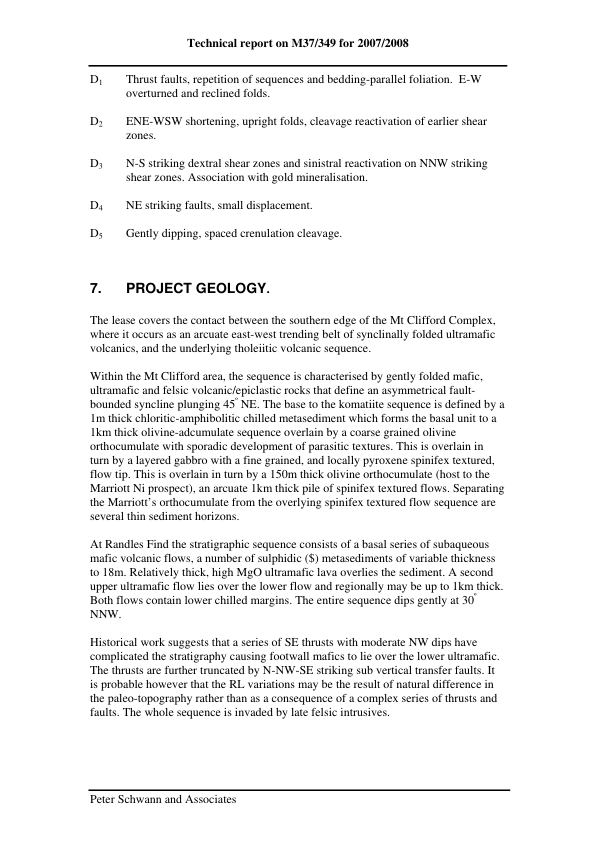 Technical report on M37/349 for 2007/2008
D1 Thrust faults, repetition of sequences and bedding-parallel foliation. E-W
overturned and reclined folds.
D2 ENE-WSW shortening, upright folds, cleavage reactivation of earlier shear
zones.
D3 N-S striking dextral shear zones and sinistral reactivation on NNW striking
shear zones. Association with gold mineralisation.
D4 NE striking faults, small displacement.
D5 Gently dipping, spaced crenulation cleavage.
7. PROJECT GEOLOGY.
The lease covers the contact between the southern edge of the Mt Clifford Complex,
where it occurs as an arcuate east-west trending belt of synclinally folded ultramafic
volcanics, and the underlying tholeiitic volcanic sequence.
Within the Mt Clifford area, the sequence is characterised by gently folded mafic,
ultramafic and felsic volcanic/epiclastic rocks that define an asymmetrical fault-
bounded syncline plunging 45° NE. The base to the komatiite sequence is defined by a
1m thick chloritic-amphibolitic chilled metasediment which forms the basal unit to a
1km thick olivine-adcumulate sequence overlain by a coarse grained olivine
orthocumulate with sporadic development of parasitic textures. This is overlain in
turn by a layered gabbro with a fine grained, and locally pyroxene spinifex textured,
flow tip. This is overlain in turn by a 150m thick olivine orthocumulate (host to the
Marriott Ni prospect), an arcuate 1km thick pile of spinifex textured flows. Separating
the Marriott's orthocumulate from the overlying spinifex textured flow sequence are
several thin sediment horizons.
At Randles Find the stratigraphic sequence consists of a basal series of subaqueous
mafic volcanic flows, a number of sulphidic ($) metasediments of variable thickness
to 18m. Relatively thick, high MgO ultramafic lava overlies the sediment. A second
upper ultramafic flow lies over the lower flow and regionally may be up to 1km thick.
Both flows contain lower chilled margins. The entire sequence dips gently at 30°
NNW.
Historical work suggests that a series of SE thrusts with moderate NW dips have
complicated the stratigraphy causing footwall mafics to lie over the lower ultramafic.
The thrusts are further truncated by N-NW-SE striking sub vertical transfer faults. It
is probable however that the RL variations may be the result of natural difference in
the paleo-topography rather than as a consequence of a complex series of thrusts and
faults. The whole sequence is invaded by late felsic intrusives.
Peter Schwann and Associates